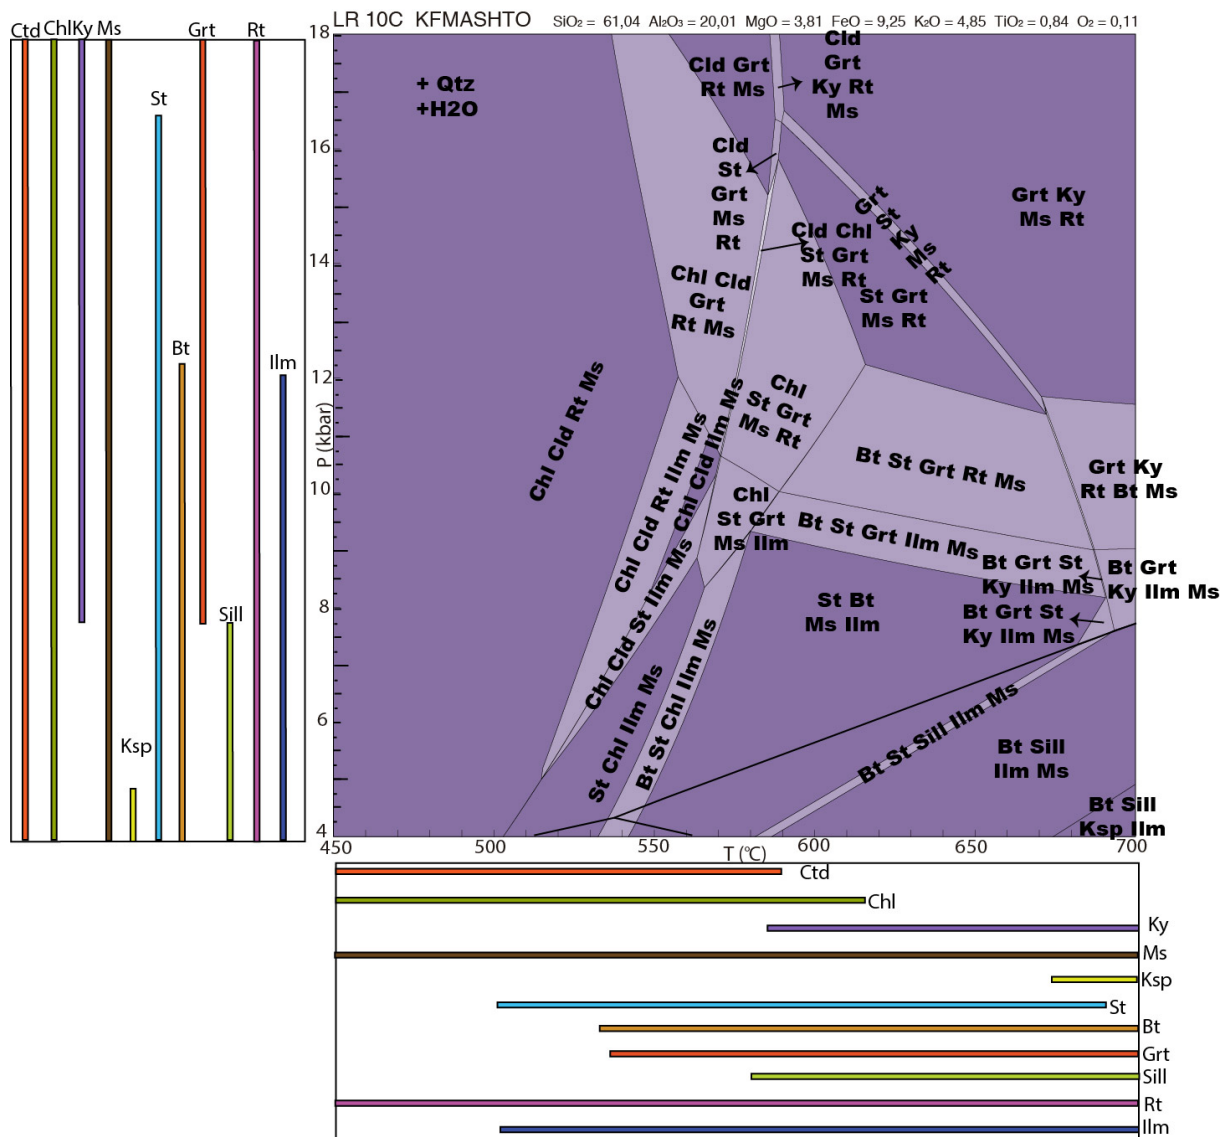 LR 10C KFMASHTO SiO₂ = 61,04 Al₂O₃ = 20,01 MgO = 3,81 FeO = 9,25 K₂O = 4,85 TiO₂ = 0,84 O₂ = 0,11
Ctd Chl Ky Ms Grt Rt
St
Bt
Ilm
Sill
Ksp
18
16
14
12
10
8
6
4
P (kbar)
+ Qtz
+H2O
Cld Grt
Rt Ms
Cld
Grt
Ky Rt
Ms
Cld
St
Grt
Ms
Rt
Grt St Ky Ms Rt
Grt Ky
Ms Rt
Cld Chl
St Grt
Ms Rt
St Grt
Ms Rt
Chl Cld
Grt
Rt Ms
Chl Cld Rt Ms
Chl
St Grt
Ms Rt
Chl Cld Rt Ilm Ms
Chl Cld Ilm Ms
Chl Cld St Ilm Ms
Bt St Grt Rt Ms
Grt Ky
Rt Bt Ms
Chl
St Grt
Ms Ilm
Bt St Grt Ilm Ms
Bt Grt St
Ky Ilm Ms
Bt Grt
Ky Ilm Ms
St Bt
Ms Ilm
Bt Grt St
Ky Ilm Ms
St Chl Ilm Ms
Bt St Chl Ilm Ms
Bt St Sill Ilm Ms
Bt Sill
Ilm Ms
Bt Sill
Ksp Ilm
450 500 550 600 650 700
T (°C)
Ctd
Chl
Ky
Ms
Ksp
St
Bt
Grt
Sill
Rt
Ilm